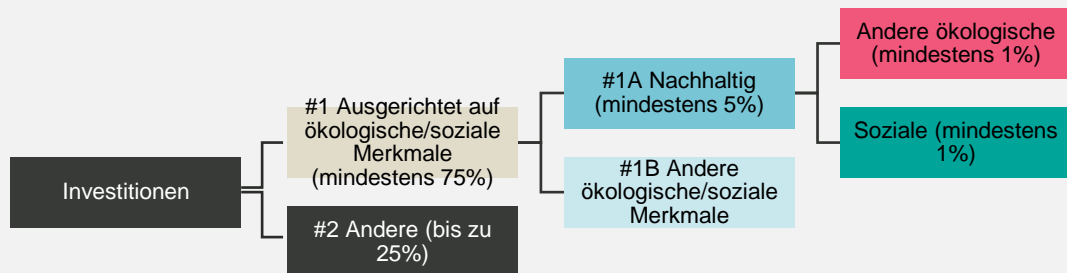 Investitionen
#1 Ausgerichtet auf
ökologische/soziale
Merkmale
(mindestens 75%)
#2 Andere (bis zu
25%)
#1A Nachhaltig
(mindestens 5%)
#1B Andere
ökologische/soziale
Merkmale
Andere ökologische
(mindestens 1%)
Soziale (mindestens
1%)